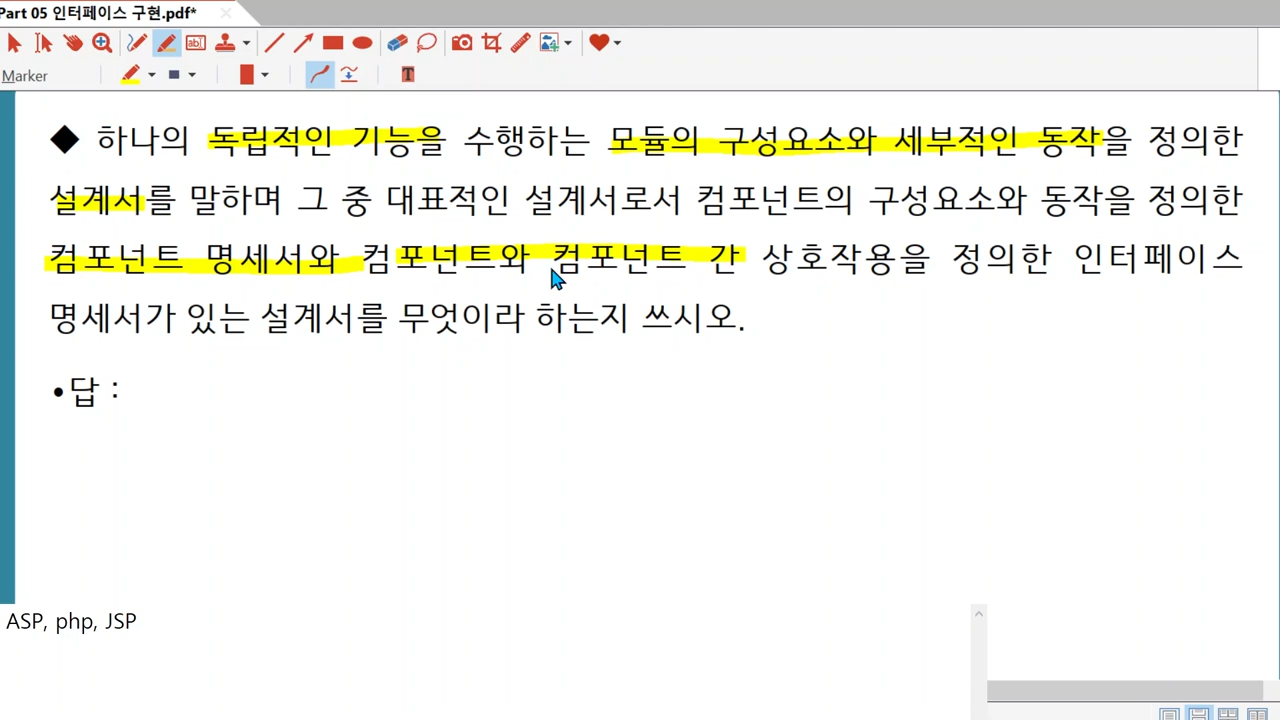 Part 05 인터페이스 구현.pdf*
Marker
◆ 하나의 독립적인 기능을 수행하는 모듈의 구성요소와 세부적인 동작을 정의한
설계서를 말하며 그 중 대표적인 설계서로서 컴포넌트의 구성요소와 동작을 정의한
컴포넌트 명세서와 컴포넌트와 컴포넌트 간 상호작용을 정의한 인터페이스
명세서가 있는 설계서를 무엇이라 하는지 쓰시오.
•답 :
ASP, php, JSP